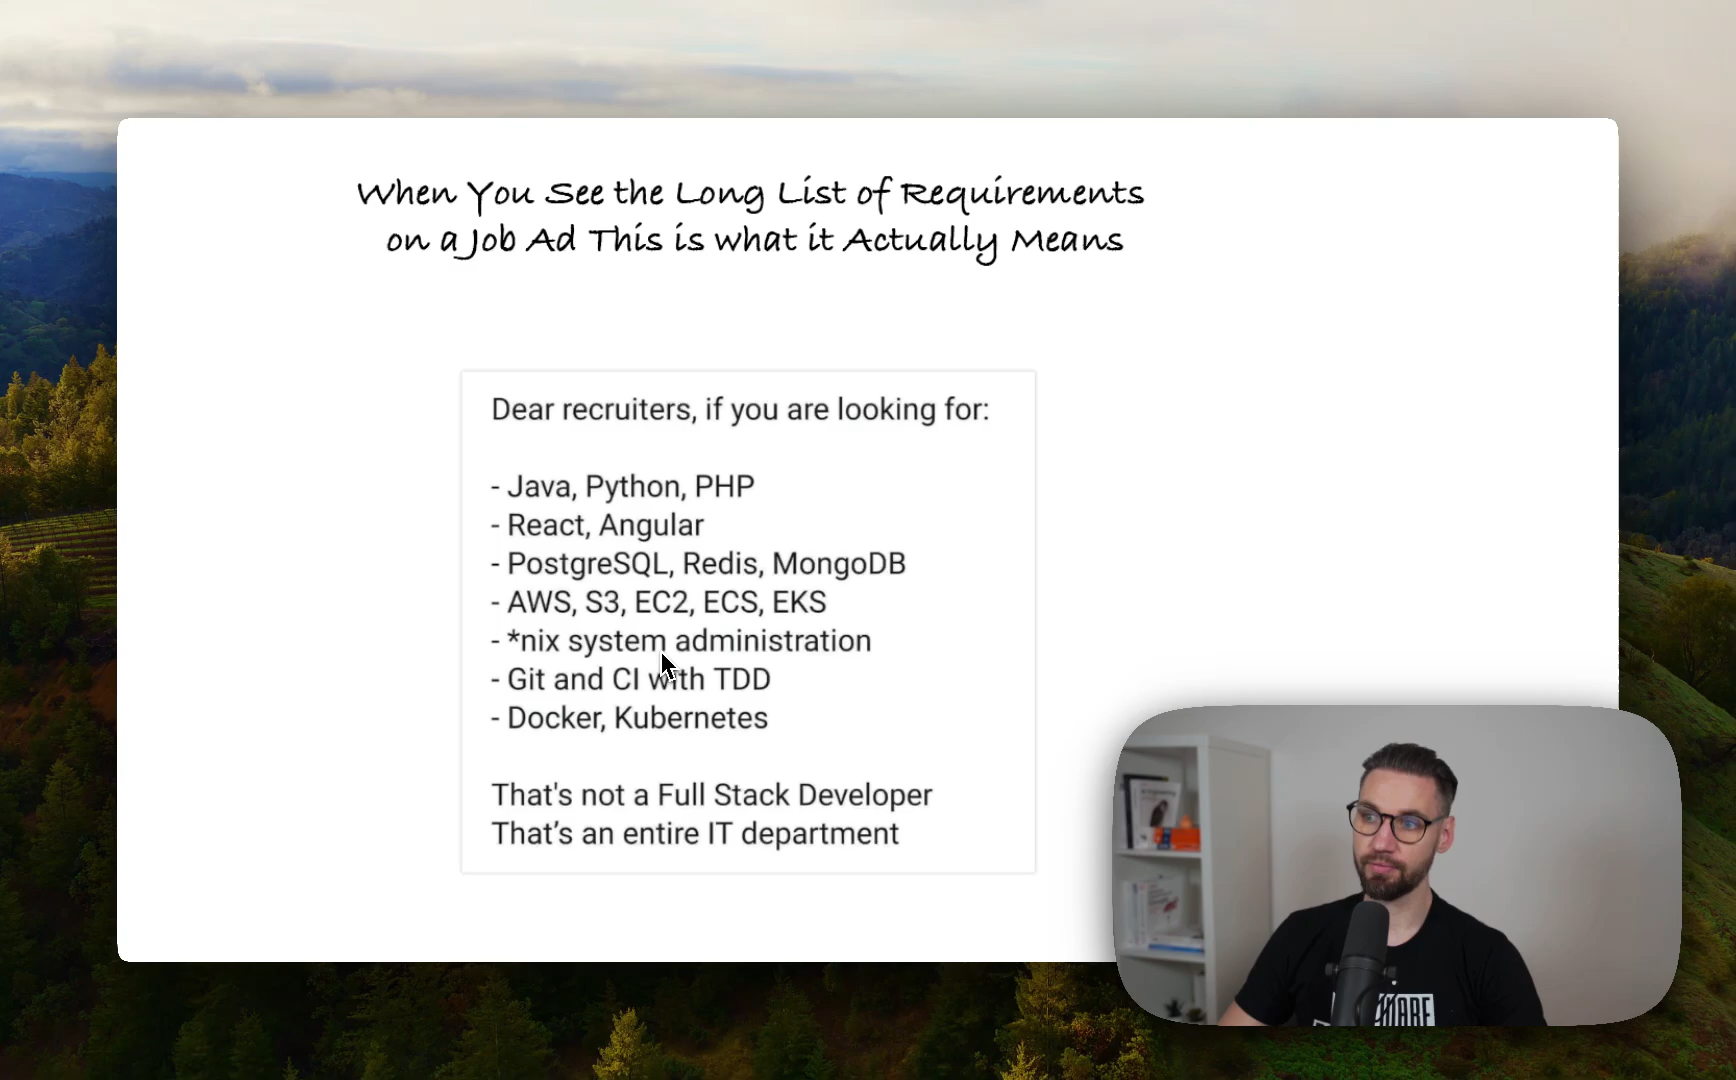 When You See the Long List of Requirements
on a Job Ad This is what it Actually Means
Dear recruiters, if you are looking for:
- Java, Python, PHP
- React, Angular
- PostgreSQL, Redis, MongoDB
- AWS, S3, EC2, ECS, EKS
- *nix system administration
- Git and CI with TDD
- Docker, Kubernetes
That's not a Full Stack Developer
That’s an entire IT department